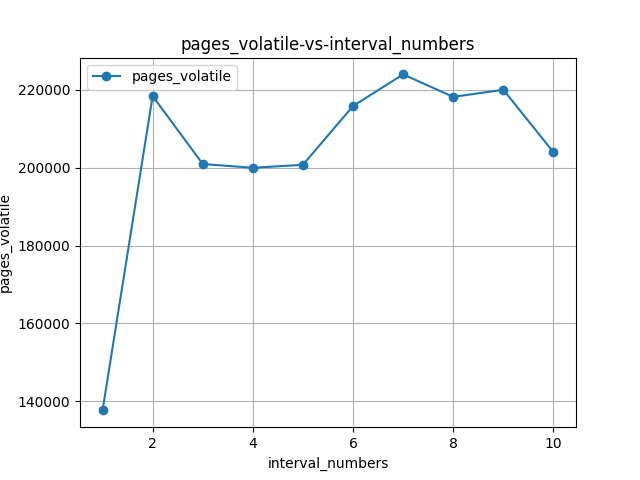 pages_volatile-vs-interval_numbers
pages_volatile
220000
200000
180000
160000
140000
pages_volatile
2 4 6 8 10
interval_numbers